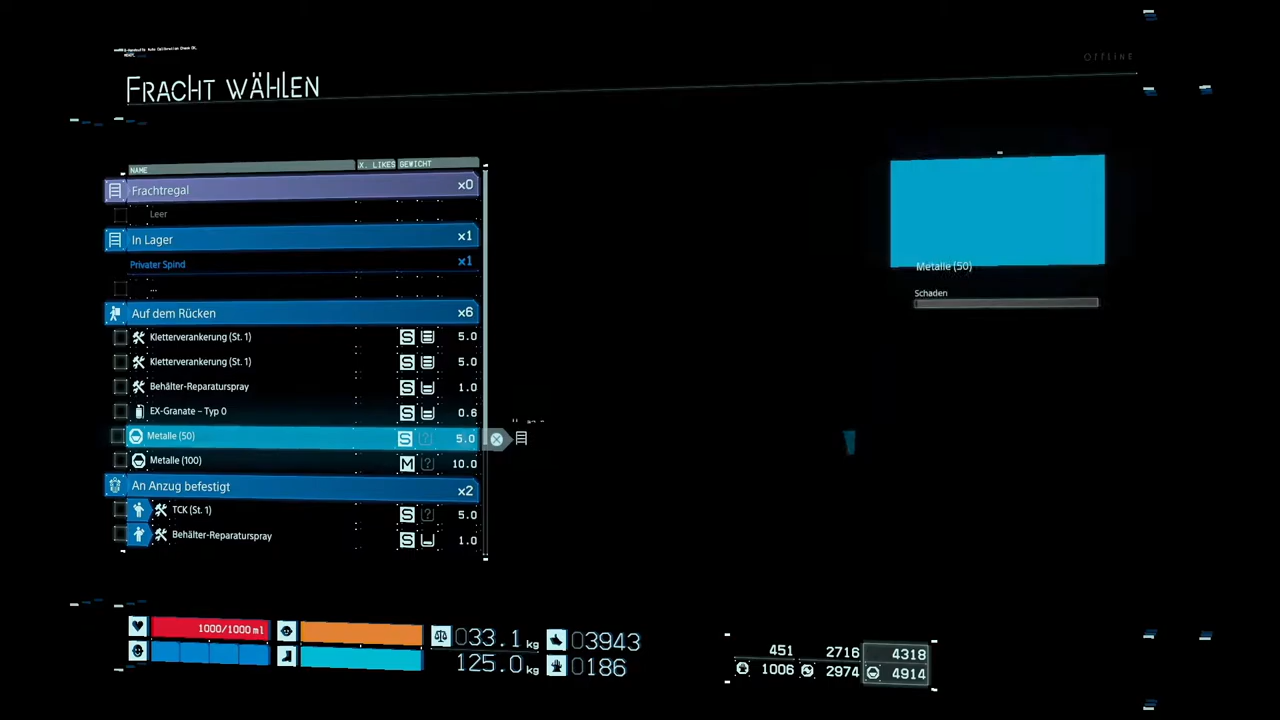 OFFLINE
FRACHT WÄHLEN
NAME X. LIKES GEWICHT
Frachtregal x0
Leer
In Lager x1
Privater Spind x1
...
Auf dem Rücken x6
Kletterverankerung (St. 1) S 5.0
Kletterverankerung (St. 1) S 5.0
Behälter-Reparaturspray S 1.0
EX-Granate – Typ 0 S 0.6
Metalle (50) S ? 5.0
Metalle (100) M ? 10.0
An Anzug befestigt x2
TCK (St. 1) S ? 5.0
Behälter-Reparaturspray S 1.0
Metalle (50)
Schaden
1000/1000 ml
033.1 kg 03943
125.0 kg 0186
451 2716 4318
1006 2974 4914